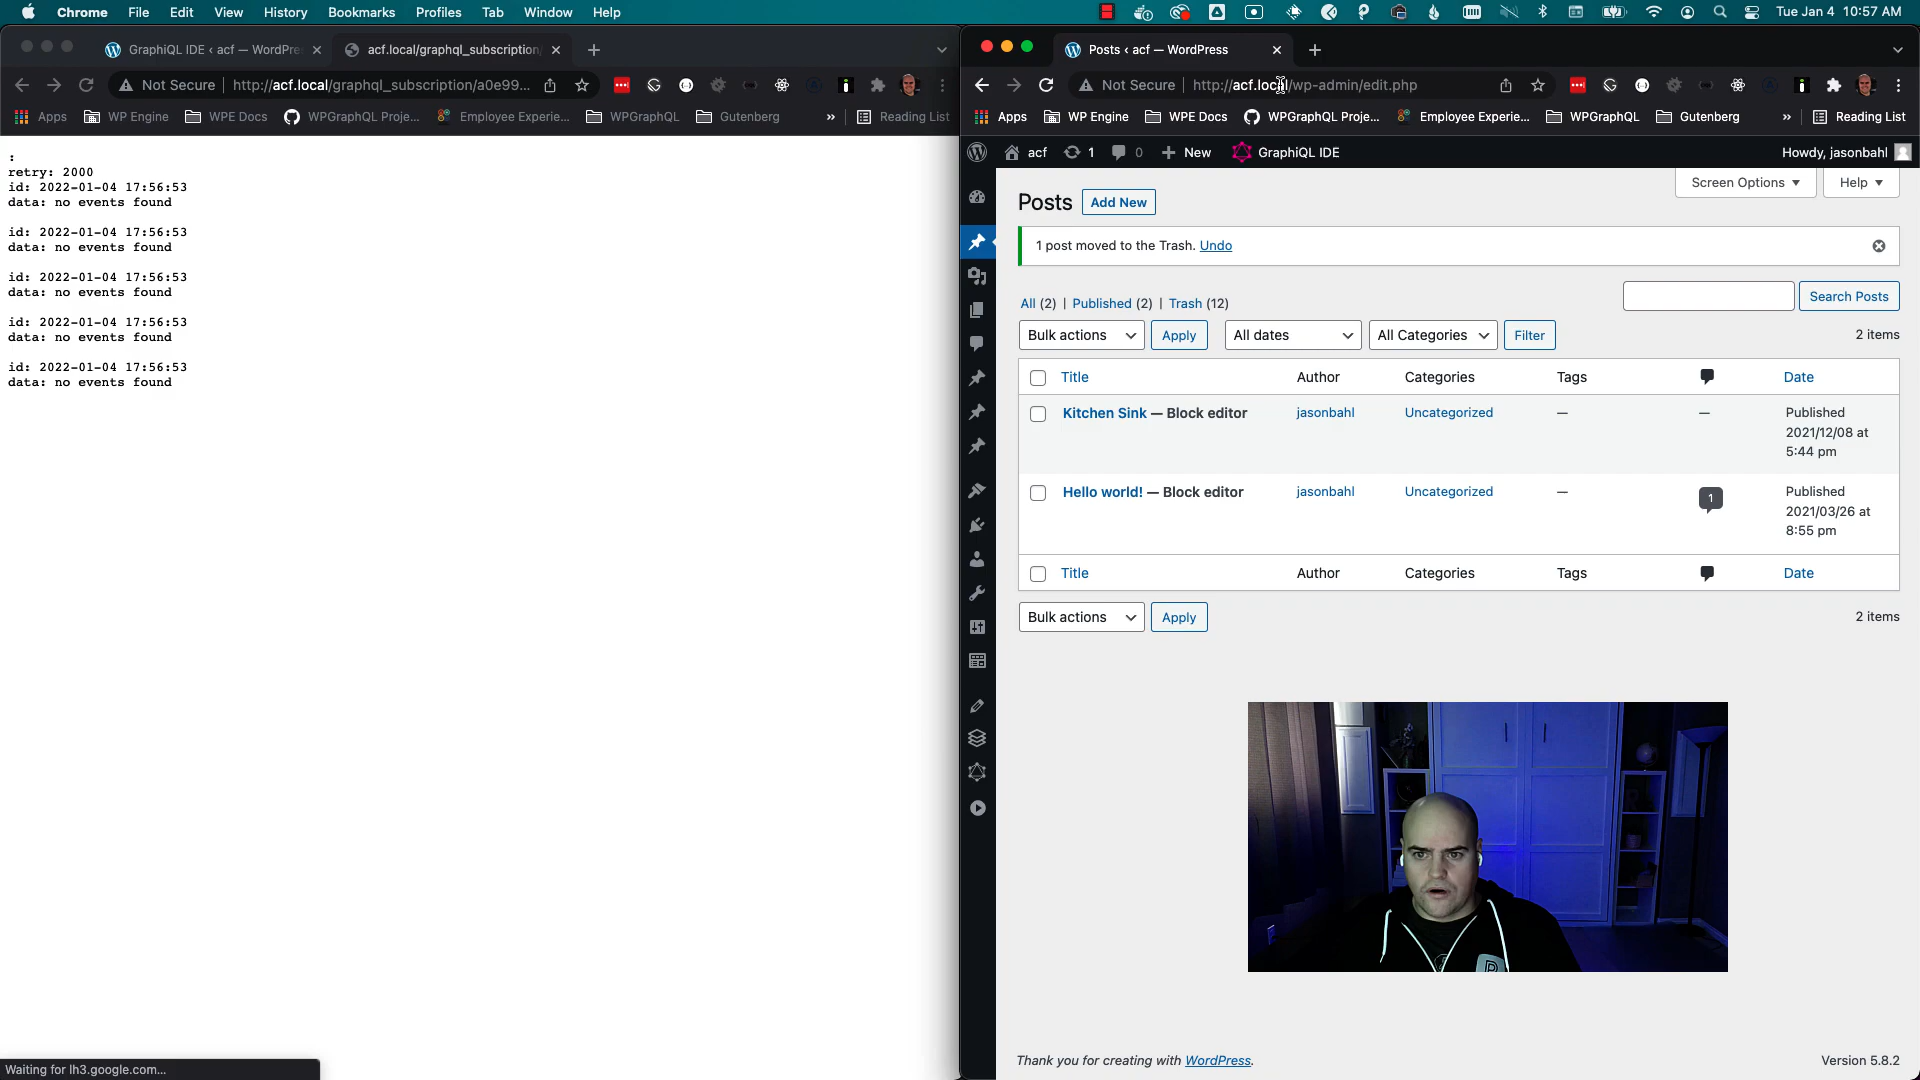 Chrome File Edit View History Bookmarks Profiles Tab Window Help Tue Jan 4 10:57 AM
GraphiQL IDE ‹ acf — WordPre
acf.local/graphql_subscription/
Not Secure http://acf.local/graphql_subscription/a0e99...
Apps WP Engine WPE Docs WPGraphQL Proje... Employee Experie... WPGraphQL Gutenberg » Reading List
:
retry: 2000
id: 2022-01-04 17:56:53
data: no events found
id: 2022-01-04 17:56:53
data: no events found
id: 2022-01-04 17:56:53
data: no events found
id: 2022-01-04 17:56:53
data: no events found
id: 2022-01-04 17:56:53
data: no events found
Waiting for lh3.google.com...
Posts ‹ acf — WordPress
Not Secure http://acf.local/wp-admin/edit.php
Apps WP Engine WPE Docs WPGraphQL Proje... Employee Experie... WPGraphQL Gutenberg » Reading List
acf 1 0 New GraphiQL IDE Howdy, jasonbahl
Screen Options Help
Posts Add New
1 post moved to the Trash. Undo
All (2) | Published (2) | Trash (12)
Search Posts
Bulk actions Apply All dates All Categories Filter 2 items
Title Author Categories Tags Date
Kitchen Sink — Block editor jasonbahl Uncategorized — — Published
2021/12/08 at
5:44 pm
Hello world! — Block editor jasonbahl Uncategorized — 1 Published
2021/03/26 at
8:55 pm
Title Author Categories Tags Date
Bulk actions Apply 2 items
Thank you for creating with WordPress. Version 5.8.2